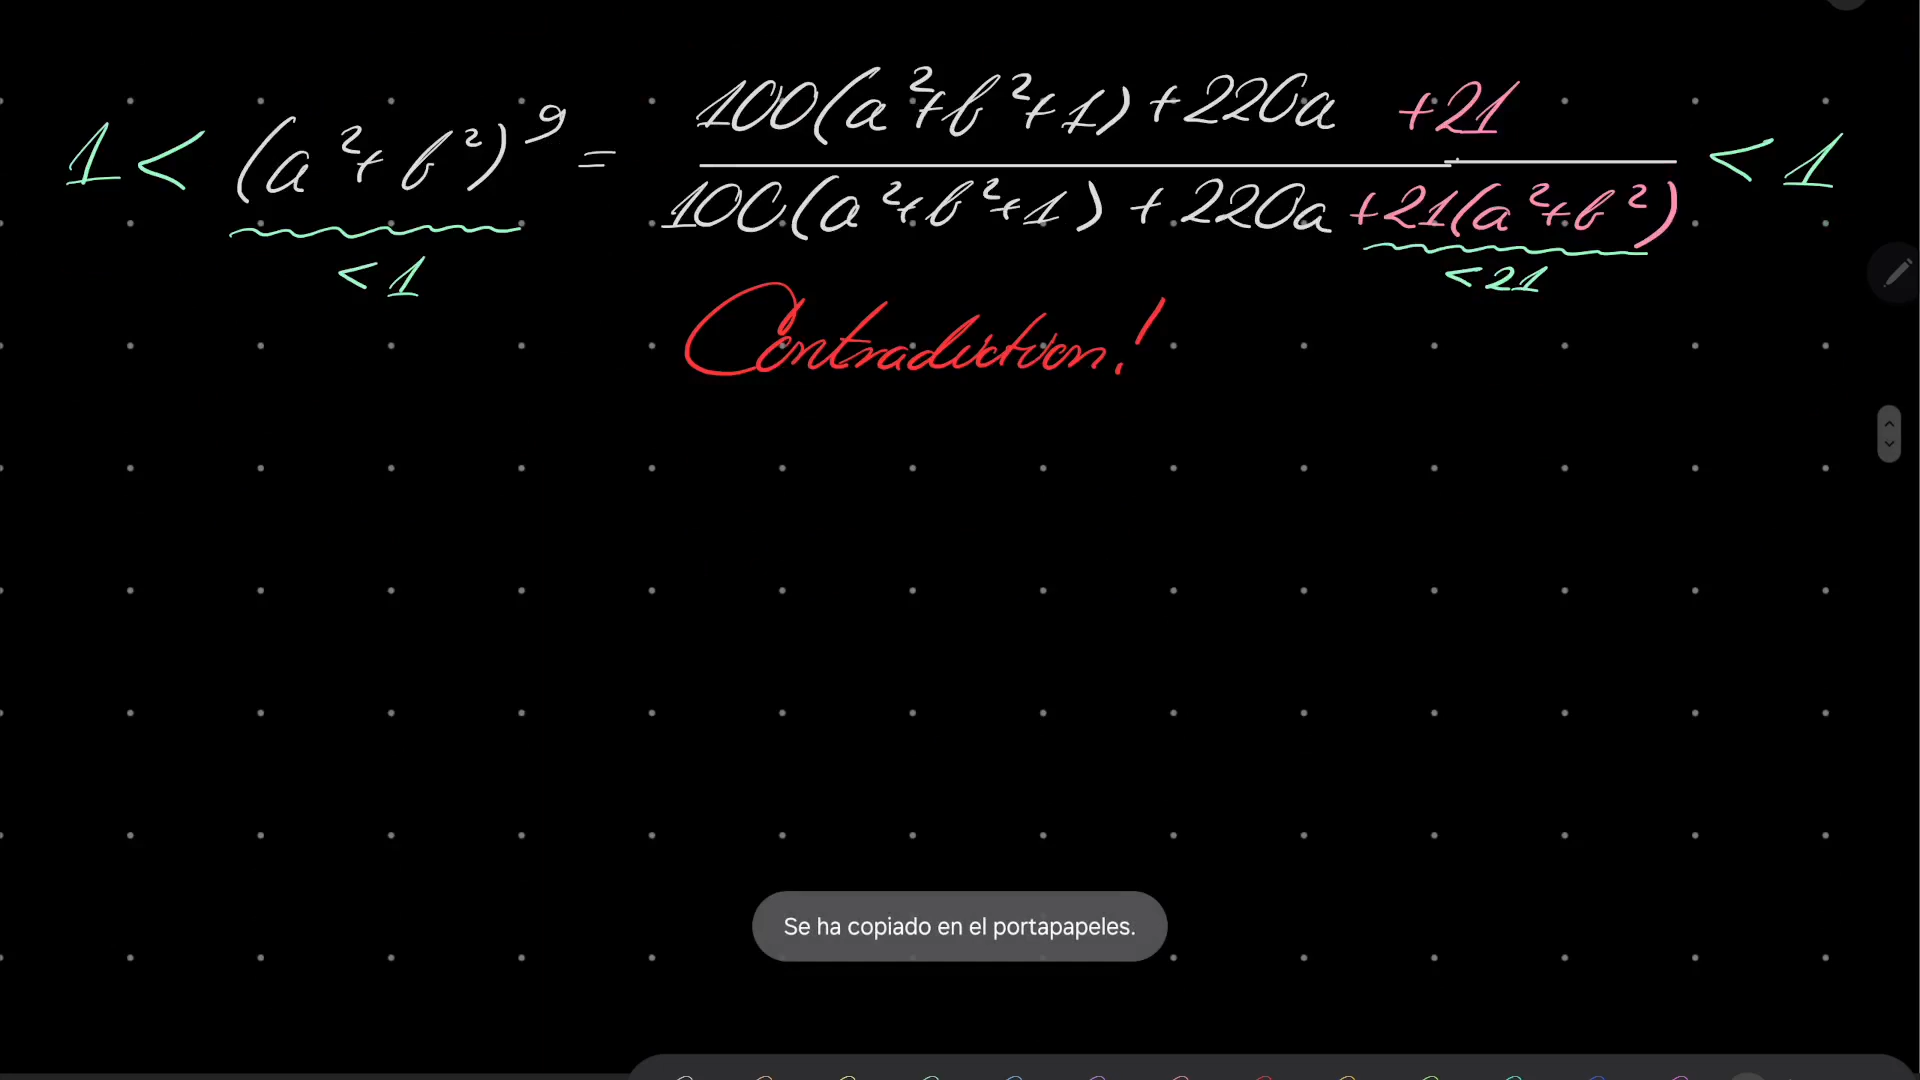 1 < (a²+b²)⁹ = 100(a²+b²+1)+220a +21 / 100(a²+b²+1)+220a+21(a²+b²) < 1
<1 <21
Contradiction!
Se ha copiado en el portapapeles.